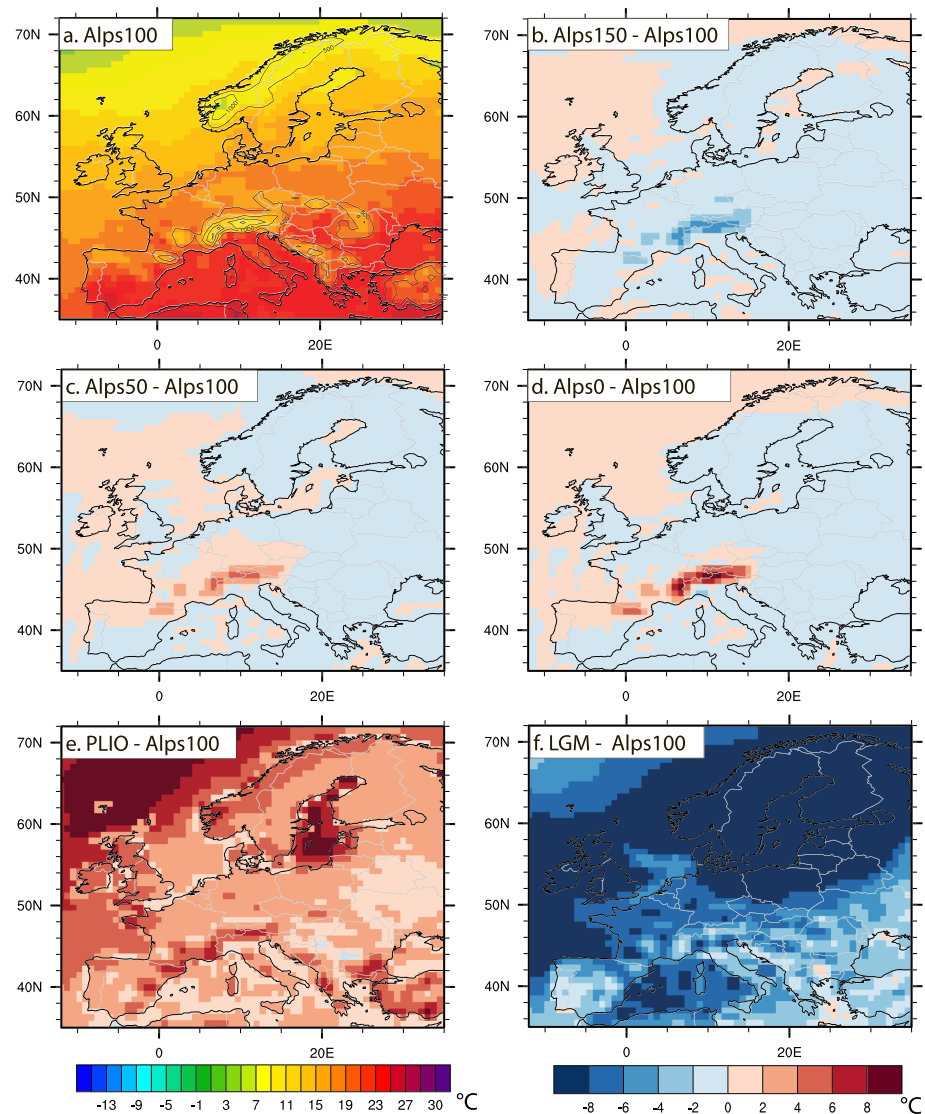 a. Alps100
b. Alps150 - Alps100
70N
60N
50N
40N
0
20E
500
1000
70N
60N
50N
40N
0
20E
c. Alps50 - Alps100
d. Alps0 - Alps100
70N
60N
50N
40N
0
20E
70N
60N
50N
40N
0
20E
e. PLIO - Alps100
f. LGM - Alps100
70N
60N
50N
40N
0
20E
70N
60N
50N
40N
0
20E
-13 -9 -5 -1 3 7 11 15 19 23 27 30 °C
-8 -6 -4 -2 0 2 4 6 8 °C